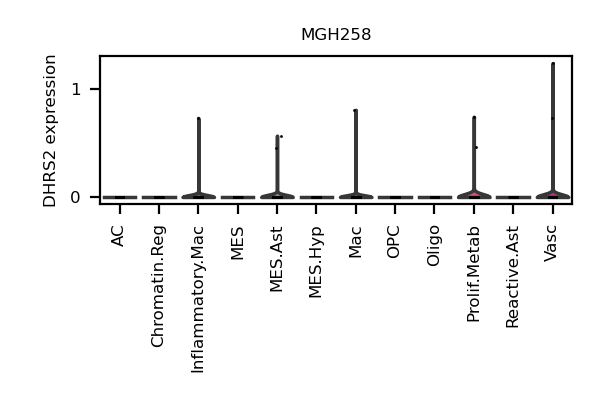 MGH258
DHRS2 expression
1
0
AC
Chromatin.Reg
Inflammatory.Mac
MES
MES.Ast
MES.Hyp
Mac
OPC
Oligo
Prolif.Metab
Reactive.Ast
Vasc